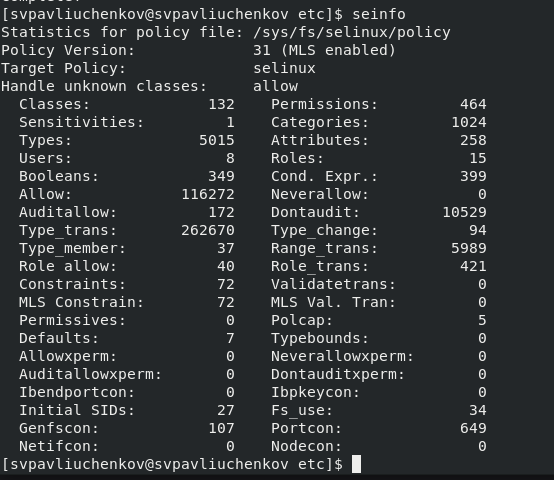 [svpavliuchenkov@svpavliuchenkov etc]$ seinfo
Statistics for policy file: /sys/fs/selinux/policy
Policy Version:             31 (MLS enabled)
Target Policy:              selinux
Handle unknown classes:     allow
  Classes:             132    Permissions:         464
  Sensitivities:         1    Categories:         1024
  Types:              5015    Attributes:          258
  Users:                 8    Roles:                15
  Booleans:            349    Cond. Expr.:         399
  Allow:            116272    Neverallow:            0
  Auditallow:          172    Dontaudit:         10529
  Type_trans:       262670    Type_change:          94
  Type_member:          37    Range_trans:        5989
  Role allow:           40    Role_trans:          421
  Constraints:          72    Validatetrans:         0
  MLS Constrain:        72    MLS Val. Tran:         0
  Permissives:           0    Polcap:                5
  Defaults:              7    Typebounds:            0
  Allowxperm:            0    Neverallowxperm:       0
  Auditallowxperm:       0    Dontauditxperm:        0
  Ibendportcon:          0    Ibpkeycon:             0
  Initial SIDs:         27    Fs_use:               34
  Genfscon:            107    Portcon:             649
  Netifcon:              0    Nodecon:               0
[svpavliuchenkov@svpavliuchenkov etc]$